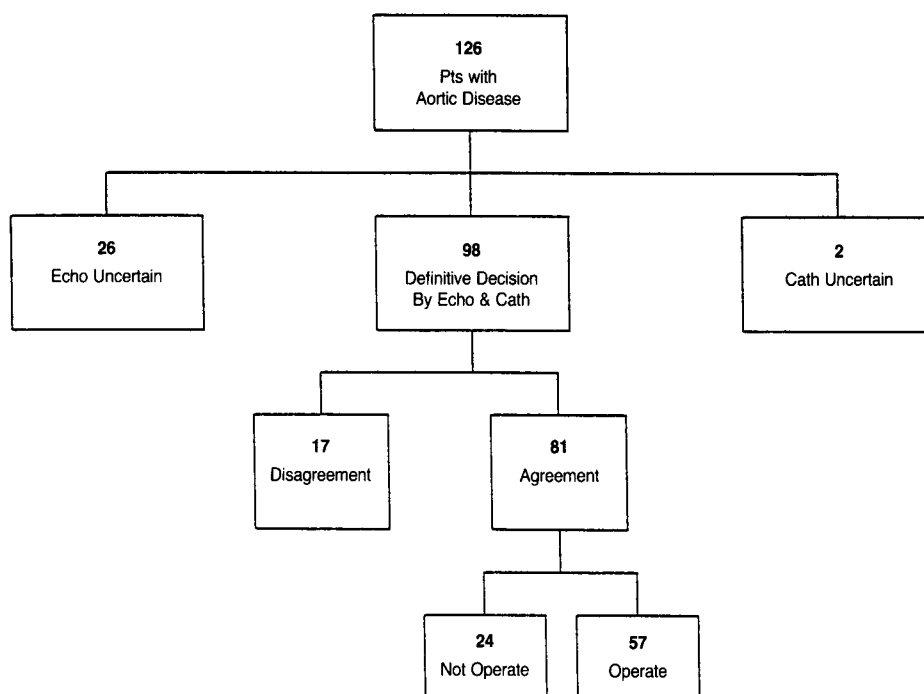 126
Pts with
Aortic Disease
26
Echo Uncertain
98
Definitive Decision
By Echo & Cath
2
Cath Uncertain
17
Disagreement
81
Agreement
24
Not Operate
57
Operate